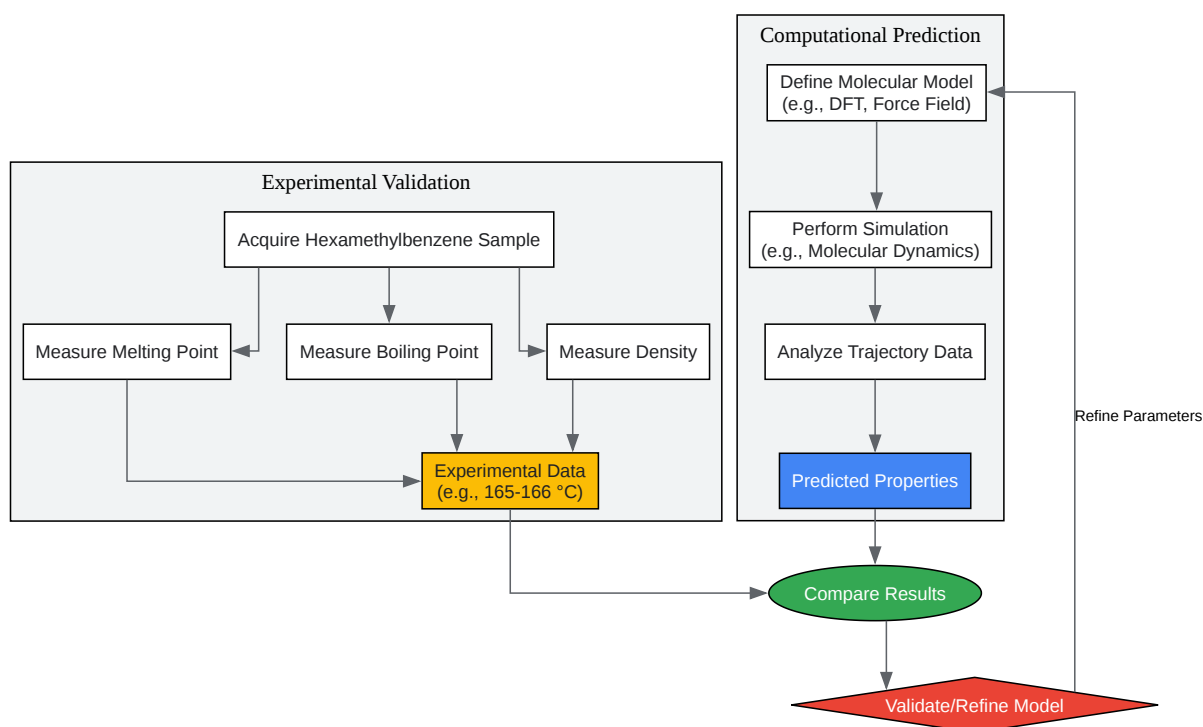 Computational Prediction
Define Molecular Model
(e.g., DFT, Force Field)
Experimental Validation
Acquire Hexamethylbenzene Sample
Perform Simulation
(e.g., Molecular Dynamics)
Measure Melting Point
Measure Boiling Point
Measure Density
Analyze Trajectory Data
Refine Parameters
Experimental Data
(e.g., 165-166 °C)
Predicted Properties
Compare Results
Validate/Refine Model